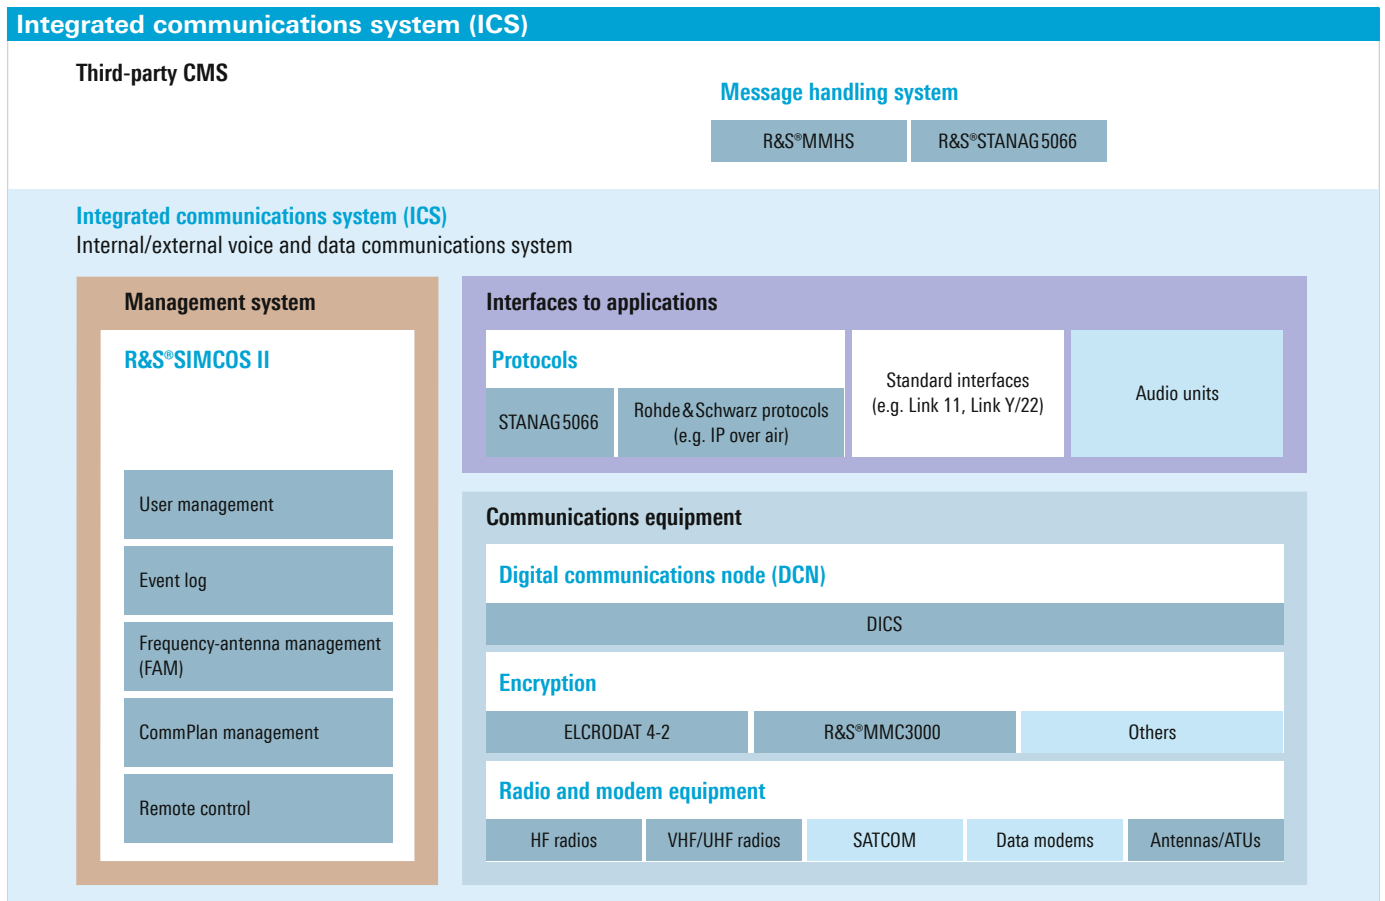 Integrated communications system (ICS)
Third-party CMS
Message handling system
R&S®MMHS
R&S®STANAG 5066
Integrated communications system (ICS)
Internal/external voice and data communications system
Management system
R&S®SIMCOS II
User management
Event log
Frequency-antenna management
(FAM)
CommPlan management
Remote control
Interfaces to applications
Protocols
STANAG 5066
Rohde & Schwarz protocols
(e.g. IP over air)
Standard interfaces
(e.g. Link 11, Link Y/22)
Audio units
Communications equipment
Digital communications node (DCN)
DICS
Encryption
ELCRODAT 4-2
R&S®MMC3000
Others
Radio and modem equipment
HF radios
VHF/UHF radios
SATCOM
Data modems
Antennas/ATUs